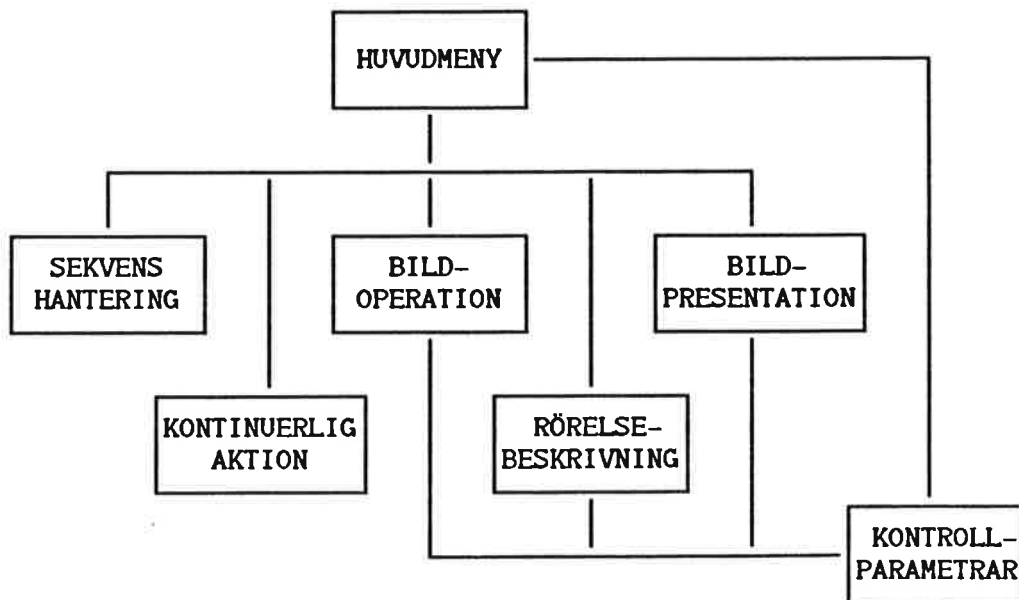 HUVUDMENY
SEKVENS
HANTERING
BILD-
OPERATION
BILD-
PRESENTATION
KONTINUERLIG
AKTION
RÖRELSE-
BESKRIVNING
KONTROLL-
PARAMETRAR